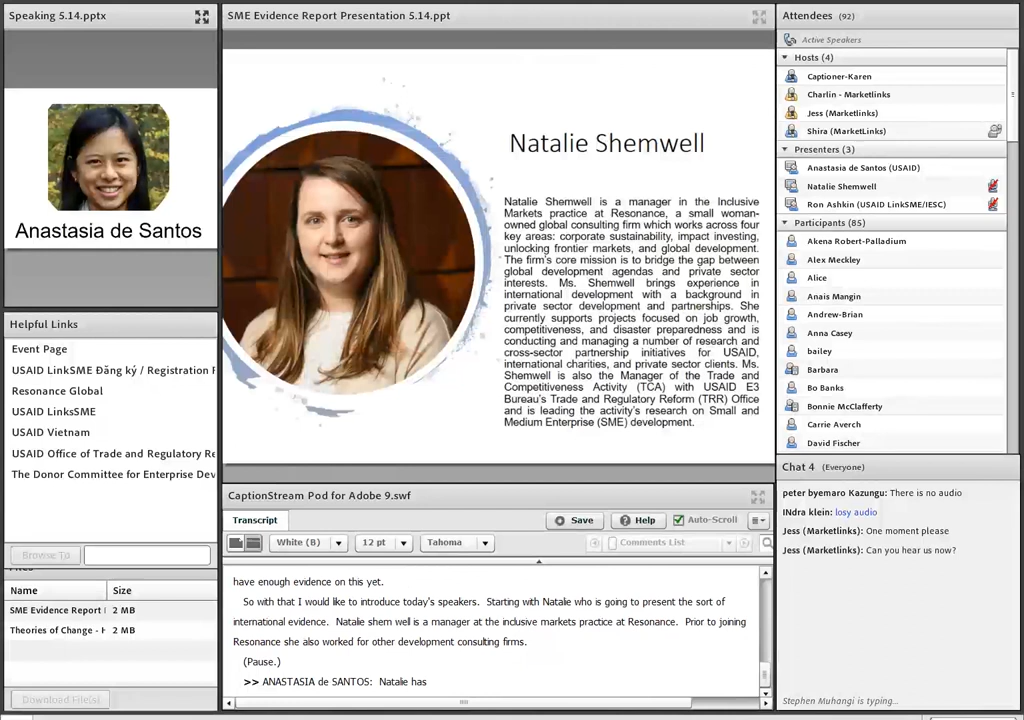 Speaking 5.14.pptx
Anastasia de Santos
Helpful Links
Event Page
USAID LinkSME Đăng ký / Registration
Resonance Global
USAID LinksSME
USAID Vietnam
USAID Office of Trade and Regulatory
The Donor Committee for Enterprise
Browse To
Name Size
SME Evidence Report 2 MB
Theories of Change - 2 MB
Download File(s)
SME Evidence Report Presentation 5.14.ppt
Natalie Shemwell
Natalie Shemwell is a manager in the Inclusive
Markets practice at Resonance, a small woman-
owned global consulting firm which works across four
key areas: corporate sustainability, impact investing,
unlocking frontier markets, and global development.
The firm's core mission is to bridge the gap between
global development agendas and private sector
interests. Ms. Shemwell brings experience in
international development with a background in
private sector development and partnerships. She
currently supports projects focused on job growth,
competitiveness, and disaster preparedness and is
conducting and managing a number of research and
cross-sector partnership initiatives for USAID,
international charities, and private sector clients. Ms.
Shemwell is also the Manager of the Trade and
Competitiveness Activity (TCA) with USAID E3
Bureau's Trade and Regulatory Reform (TRR) Office
and is leading the activity's research on Small and
Medium Enterprise (SME) development.
CaptionStream Pod for Adobe 9.swf
Transcript Save Help Auto-Scroll
White (8) 12 pt Tahoma Comments List
have enough evidence on this yet.
So with that I would like to introduce today's speakers. Starting with Natalie who is going to present the sort of
international evidence. Natalie shem well is a manager at the inclusive markets practice at Resonance. Prior to joining
Resonance she also worked for other development consulting firms.
(Pause.)
>> ANASTASIA de SANTOS: Natalie has
Attendees (92)
Active Speakers
Hosts (4)
Captioner-Karen
Charlin - Marketlinks
Jess (Marketlinks)
Shira (MarketLinks)
Presenters (3)
Anastasia de Santos (USAID)
Natalie Shemwell
Ron Ashkin (USAID LinkSME/IESC)
Participants (85)
Akena Robert-Palladium
Alex Meckley
Alice
Anais Mangin
Andrew-Brian
Anna Casey
bailey
Barbara
Bo Banks
Bonnie McClafferty
Carrie Averch
David Fischer
Chat 4 (Everyone)
peter byemaro Kazungu: There is no audio
INdra klein: losy audio
Jess (Marketlinks): One moment please
Jess (Marketlinks): Can you hear us now?
Stephen Muhangi is typing...